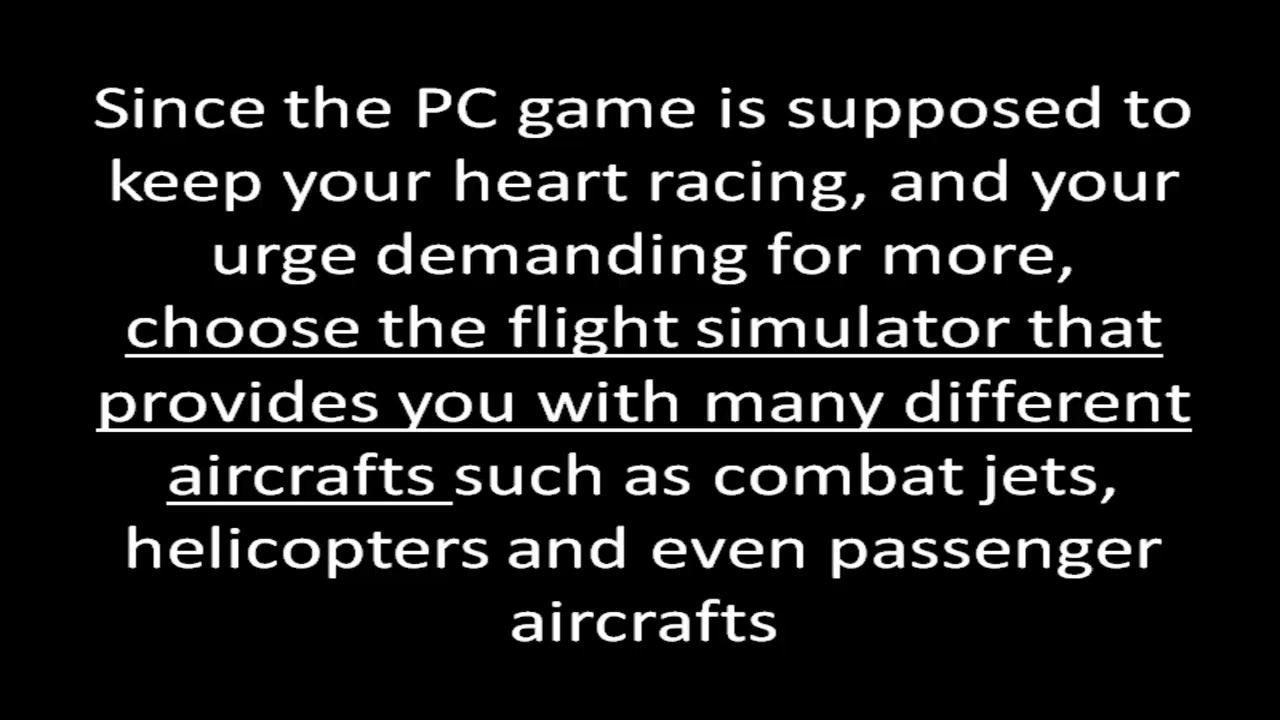 Since the PC game is supposed to
keep your heart racing, and your
urge demanding for more,
choose the flight simulator that
provides you with many different
aircrafts such as combat jets,
helicopters and even passenger
aircrafts